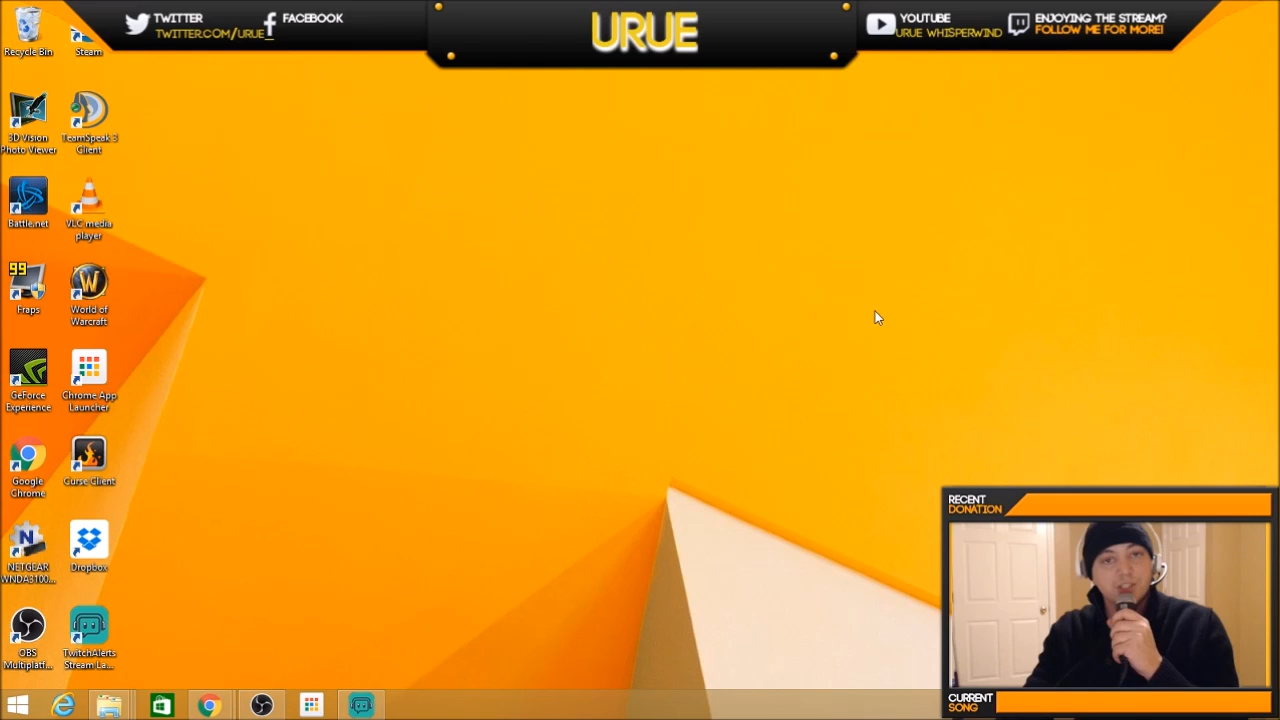 TWITTER
TWITTER.COM/URUE_
FACEBOOK
URUE
YOUTUBE
URUE WHISPERWIND
ENJOYING THE STREAM?
FOLLOW ME FOR MORE!
Recycle Bin
Steam
3D Vision
Photo Viewer
TeamSpeak 3
Client
Battle.net
VLC media
player
99
Fraps
W
World of
Warcraft
GeForce
Experience
Chrome App
Launcher
Google
Chrome
Curse Client
N
NETGEAR
WNDA3100...
Dropbox
OBS
Multiplatf...
TwitchAlerts
Stream La...
RECENT
DONATION
CURRENT
SONG